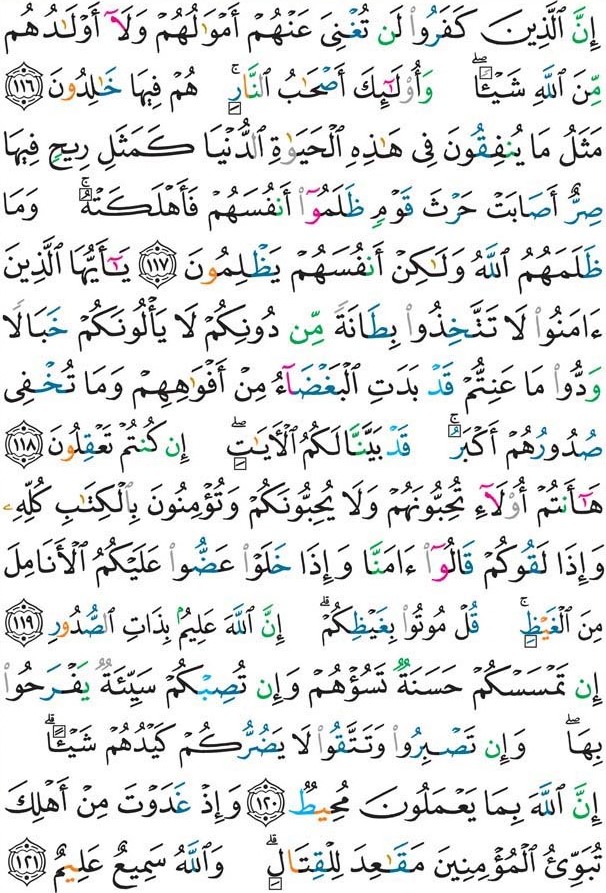 إِنَّ ٱلَّذِينَ كَفَرُوا۟ لَن تُغْنِىَ عَنْهُمْ أَمْوَٰلُهُمْ وَلَآ أَوْلَٰدُهُم
مِّنَ ٱللَّهِ شَيْـًٔا ۖ وَأُو۟لَٰٓئِكَ أَصْحَٰبُ ٱلنَّارِ ۚ هُمْ فِيهَا خَٰلِدُونَ ١١٦
مَثَلُ مَا يُنفِقُونَ فِى هَٰذِهِ ٱلْحَيَوٰةِ ٱلدُّنْيَا كَمَثَلِ رِيحٍ فِيهَا
صِرٌّ أَصَابَتْ حَرْثَ قَوْمٍ ظَلَمُوٓا۟ أَنفُسَهُمْ فَأَهْلَكَتْهُ ۚ وَمَا
ظَلَمَهُمُ ٱللَّهُ وَلَٰكِنْ أَنفُسَهُمْ يَظْلِمُونَ ١١٧ يَٰٓأَيُّهَا ٱلَّذِينَ
ءَامَنُوا۟ لَا تَتَّخِذُوا۟ بِطَانَةً مِّن دُونِكُمْ لَا يَأْلُونَكُمْ خَبَالًا
وَدُّوا۟ مَا عَنِتُّمْ قَدْ بَدَتِ ٱلْبَغْضَآءُ مِنْ أَفْوَٰهِهِمْ وَمَا تُخْفِى
صُدُورُهُمْ أَكْبَرُ ۚ قَدْ بَيَّنَّا لَكُمُ ٱلْـَٔايَٰتِ ۖ إِن كُنتُمْ تَعْقِلُونَ ١١٨
هَٰٓأَنتُمْ أُو۟لَآءِ تُحِبُّونَهُمْ وَلَا يُحِبُّونَكُمْ وَتُؤْمِنُونَ بِٱلْكِتَٰبِ كُلِّهِۦ
وَإِذَا لَقُوكُمْ قَالُوٓا۟ ءَامَنَّا وَإِذَا خَلَوْا۟ عَضُّوا۟ عَلَيْكُمُ ٱلْأَنَامِلَ
مِنَ ٱلْغَيْظِ ۚ قُلْ مُوتُوا۟ بِغَيْظِكُمْ ۗ إِنَّ ٱللَّهَ عَلِيمٌۢ بِذَاتِ ٱلصُّدُورِ ١١٩
إِن تَمْسَسْكُمْ حَسَنَةٌ تَسُؤْهُمْ وَإِن تُصِبْكُمْ سَيِّئَةٌ يَفْرَحُوا۟
بِهَا ۖ وَإِن تَصْبِرُوا۟ وَتَتَّقُوا۟ لَا يَضُرُّكُمْ كَيْدُهُمْ شَيْـًٔا ۗ
إِنَّ ٱللَّهَ بِمَا يَعْمَلُونَ مُحِيطٌ ١٢٠ وَإِذْ غَدَوْتَ مِنْ أَهْلِكَ
تُبَوِّئُ ٱلْمُؤْمِنِينَ مَقَٰعِدَ لِلْقِتَالِ ۗ وَٱللَّهُ سَمِيعٌ عَلِيمٌ ١٢١